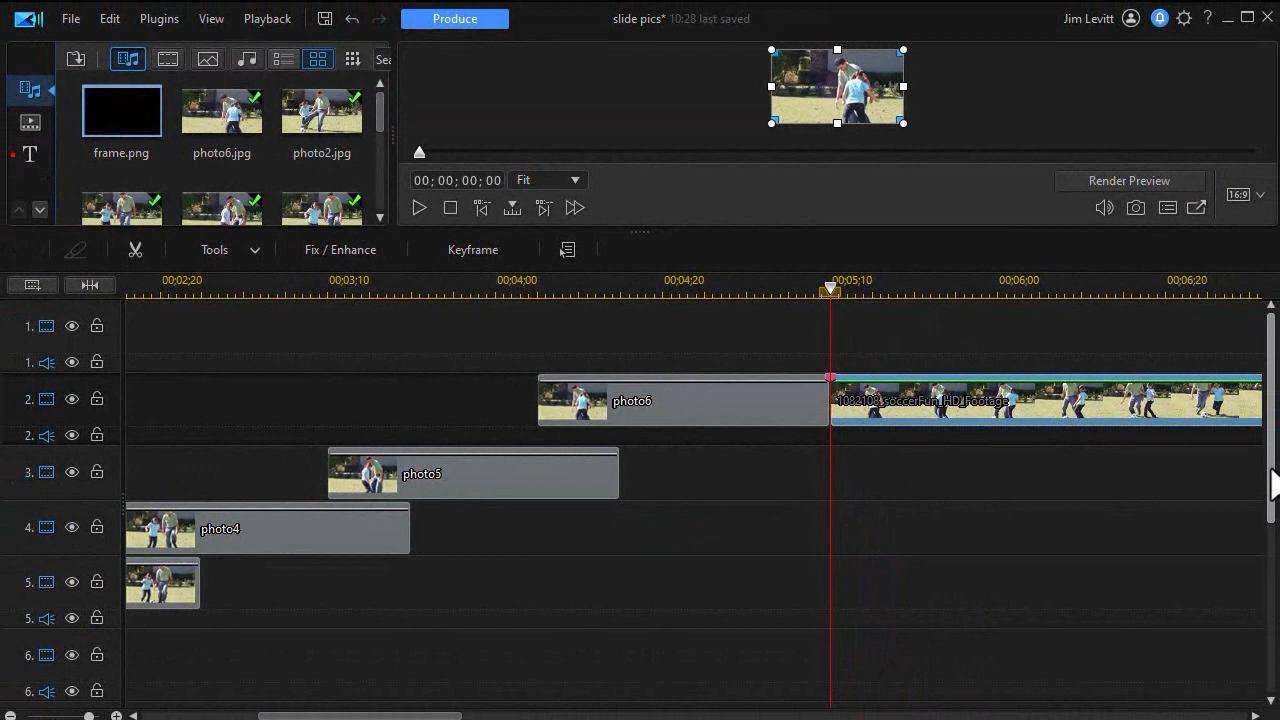 File Edit Plugins View Playback Produce slide pics* 10:28 last saved Jim Levitt ?
Sea
frame.png photo6.jpg photo2.jpg
T
00; 00; 00; 00 Fit Render Preview 16:9
Tools Fix / Enhance Keyframe
00;02;20 00;03;10 00;04;00 00;04;20 00;05;10 00;06;00 00;06;20
1.
1.
2. photo6 1082108_soccerFun_HD_Footage
2.
3. photo5
4. photo4
5.
5.
6.
6.